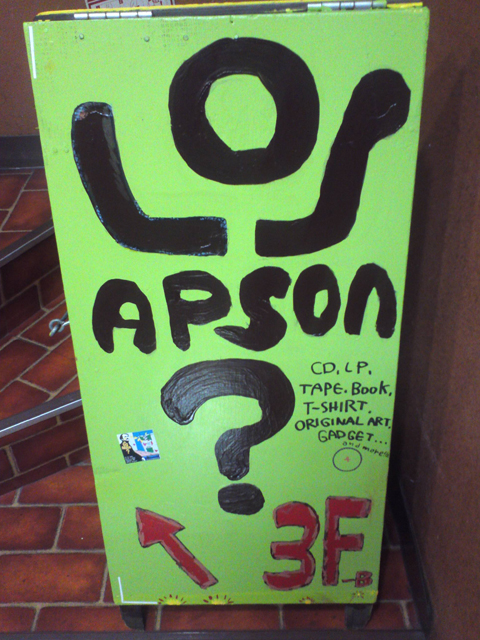 LOS
APSON
?
CD, LP,
TAPE. BOOK,
T-SHIRT.
ORIGINAL ART,
GADGET...
and more!!
3F